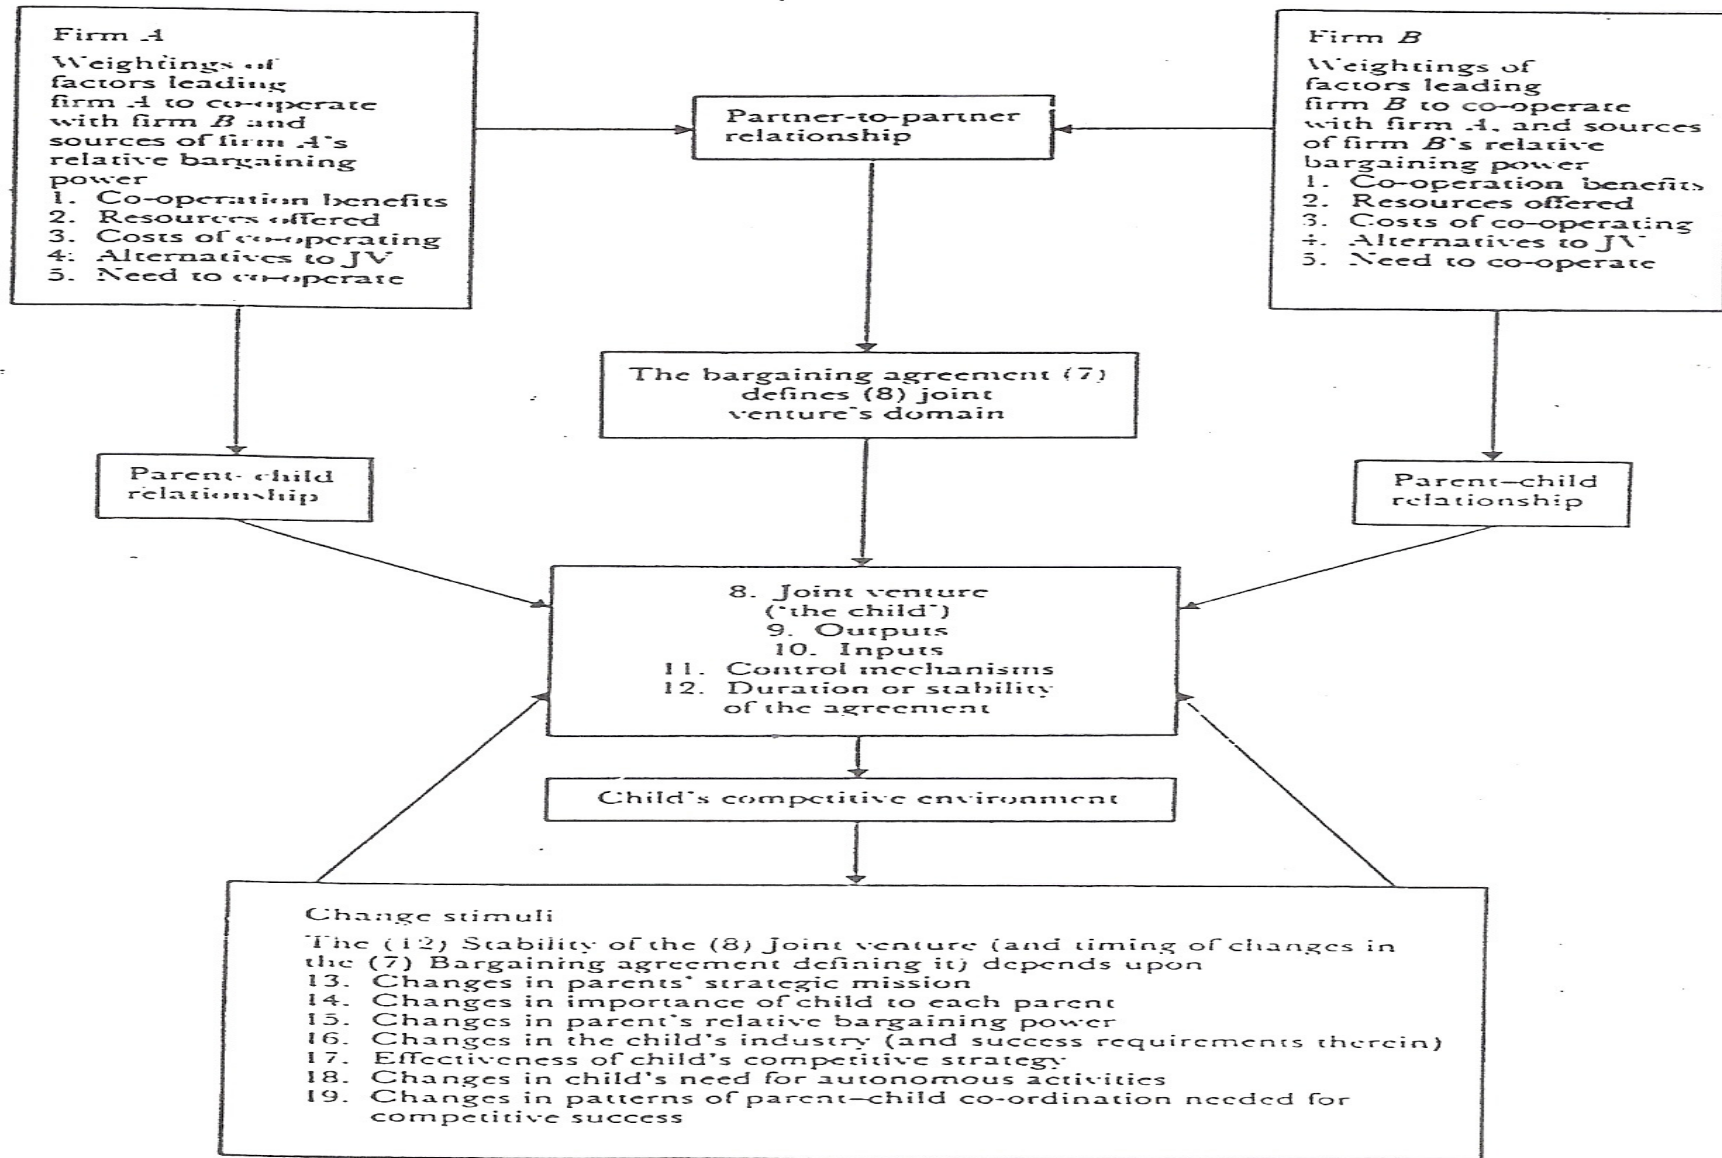 Firm A
Weightings of
factors leading
firm A to co-operate
with firm B and
sources of firm A's
relative bargaining
power
1. Co-operation benefits
2. Resources offered
3. Costs of co-operating
4. Alternatives to JV
5. Need to co-operate
Partner-to-partner
relationship
Firm B
Weightings of
factors leading
firm B to co-operate
with firm A, and sources
of firm B's relative
bargaining power
1. Co-operation benefits
2. Resources offered
3. Costs of co-operating
4. Alternatives to JV
5. Need to co-operate
The bargaining agreement (7)
defines (8) joint
venture's domain
Parent-child
relationship
Parent–child
relationship
8. Joint venture
('the child')
9. Outputs
10. Inputs
11. Control mechanisms
12. Duration or stability
of the agreement
Child's competitive environment
Change stimuli
The (12) Stability of the (8) Joint venture (and timing of changes in
the (7) Bargaining agreement defining it) depends upon
13. Changes in parents' strategic mission
14. Changes in importance of child to each parent
15. Changes in parent's relative bargaining power
16. Changes in the child's industry (and success requirements therein)
17. Effectiveness of child's competitive strategy
18. Changes in child's need for autonomous activities
19. Changes in patterns of parent–child co-ordination needed for
competitive success